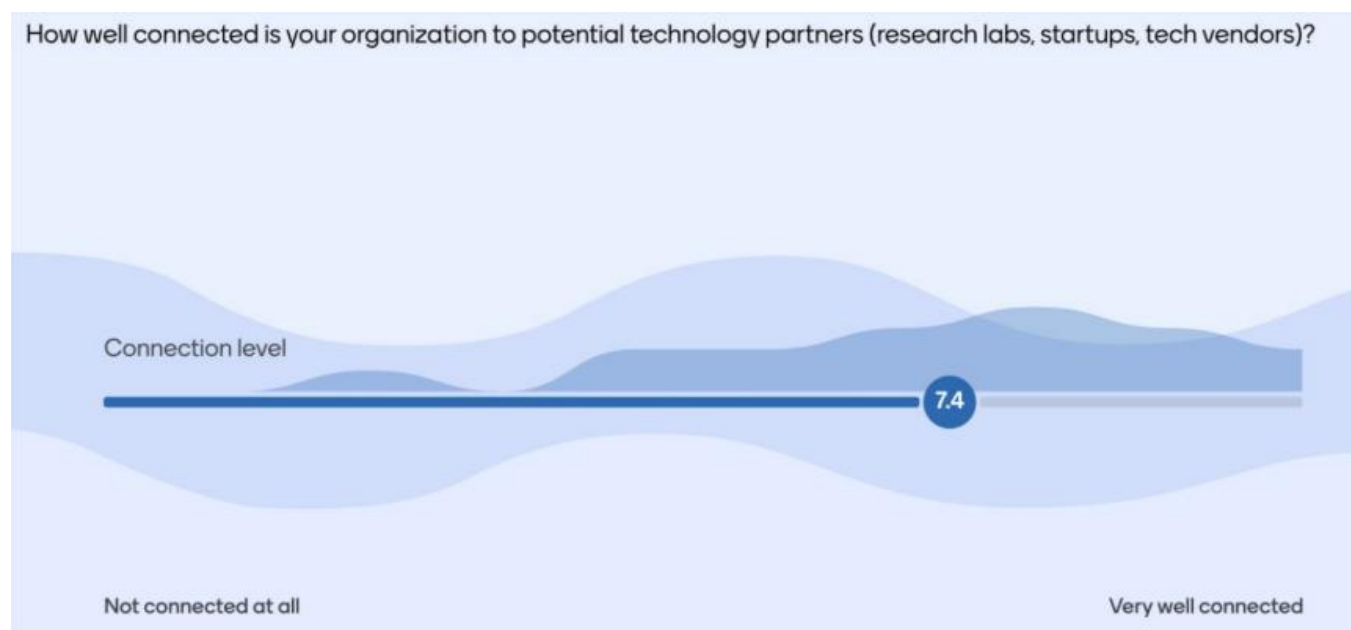 How well connected is your organization to potential technology partners (research labs, startups, tech vendors)?
Connection level
7.4
Not connected at all
Very well connected